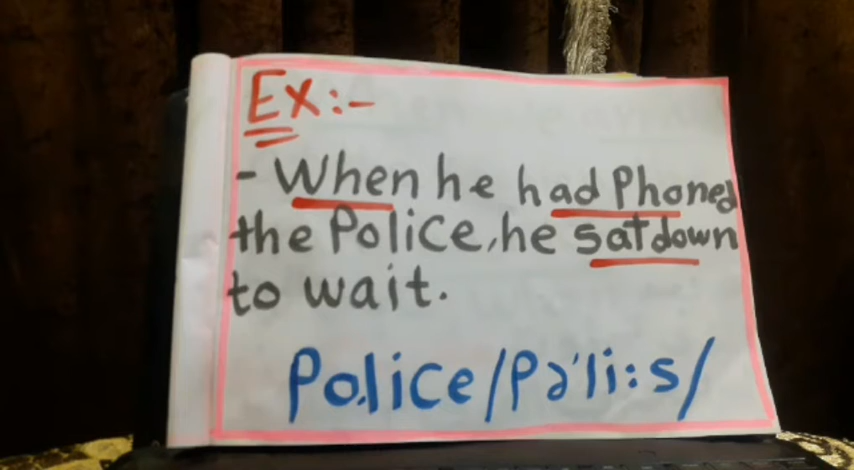 Ex:-
- When he had Phoned
the Police, he sat down
to wait.
Police/Pə'li:s/